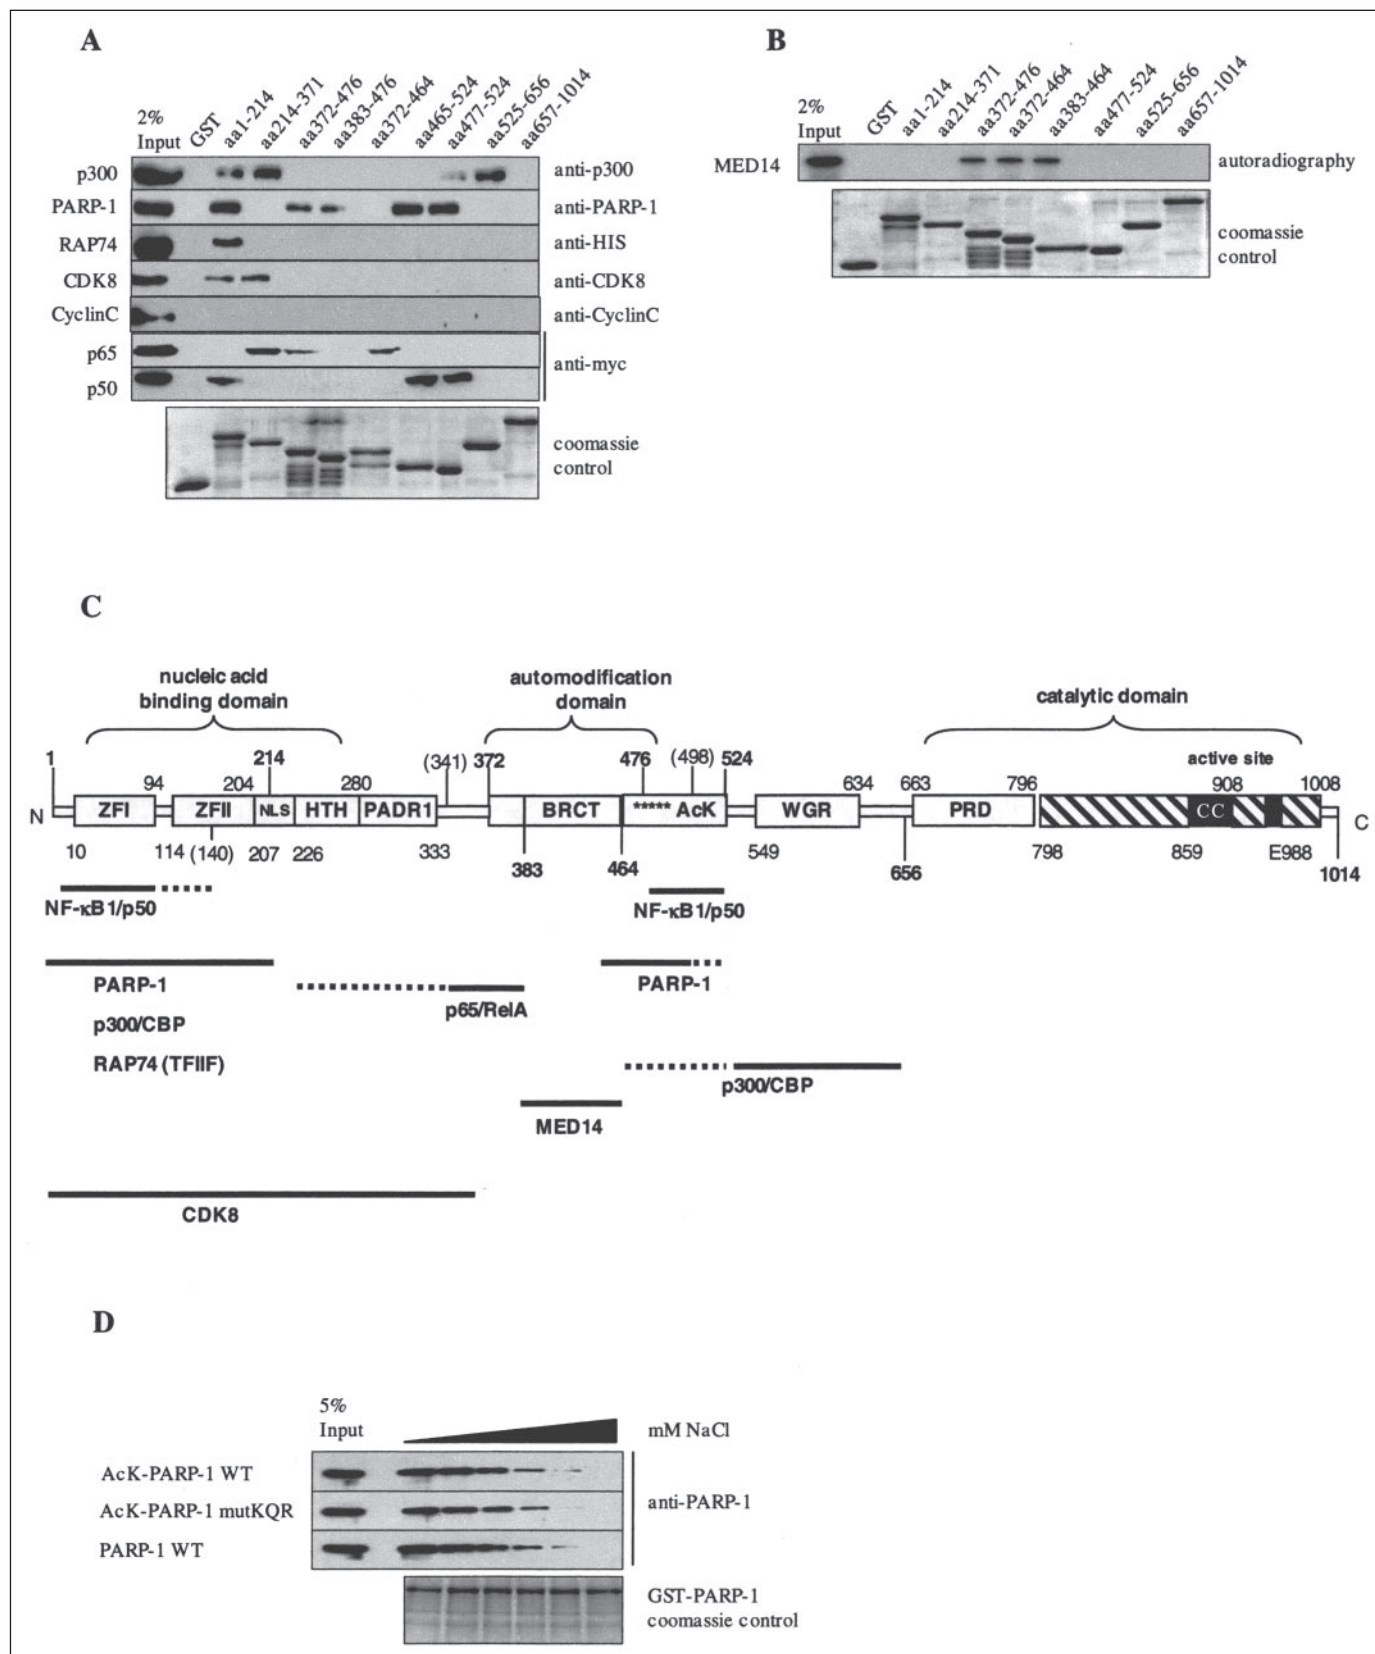 A
2%
Input
GST
aa1-214
aa214-371
aa372-476
aa383-476
aa372-464
aa465-524
aa477-524
aa525-656
aa657-1014
p300
anti-p300
PARP-1
anti-PARP-1
RAP74
anti-HIS
CDK8
anti-CDK8
CyclinC
anti-CyclinC
p65
anti-myc
p50
coomassie
control
B
2%
Input
GST
aa1-214
aa214-371
aa372-476
aa372-464
aa383-464
aa477-524
aa525-656
aa657-1014
MED14
autoradiography
coomassie
control
C
nucleic acid
binding domain
automodification
domain
catalytic domain
1
214
(341)
372
476
(498)
524
active site
94
204
280
634
663
796
908
1008
N
ZFI
ZFII
NLS
HTH
PADR1
BRCT
***** AcK
WGR
PRD
CC
C
10
114
(140)
207
226
333
383
464
549
656
798
859
E988
1014
NF-κB1/p50
NF-κB1/p50
PARP-1
PARP-1
p65/RelA
p300/CBP
RAP74 (TFIIF)
p300/CBP
MED14
CDK8
D
5%
Input
mM NaCl
AcK-PARP-1 WT
AcK-PARP-1 mutKQR
anti-PARP-1
PARP-1 WT
GST-PARP-1
coomassie control